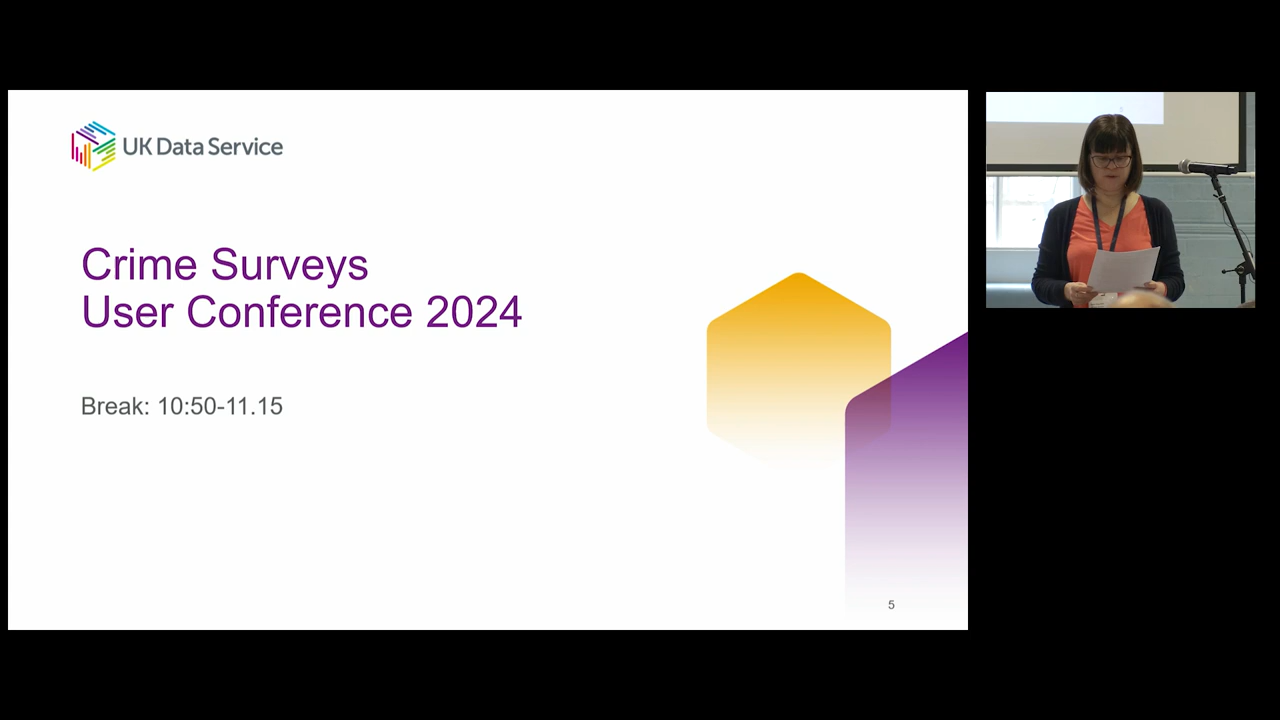 UK Data Service
Crime Surveys
User Conference 2024
Break: 10:50-11.15
5